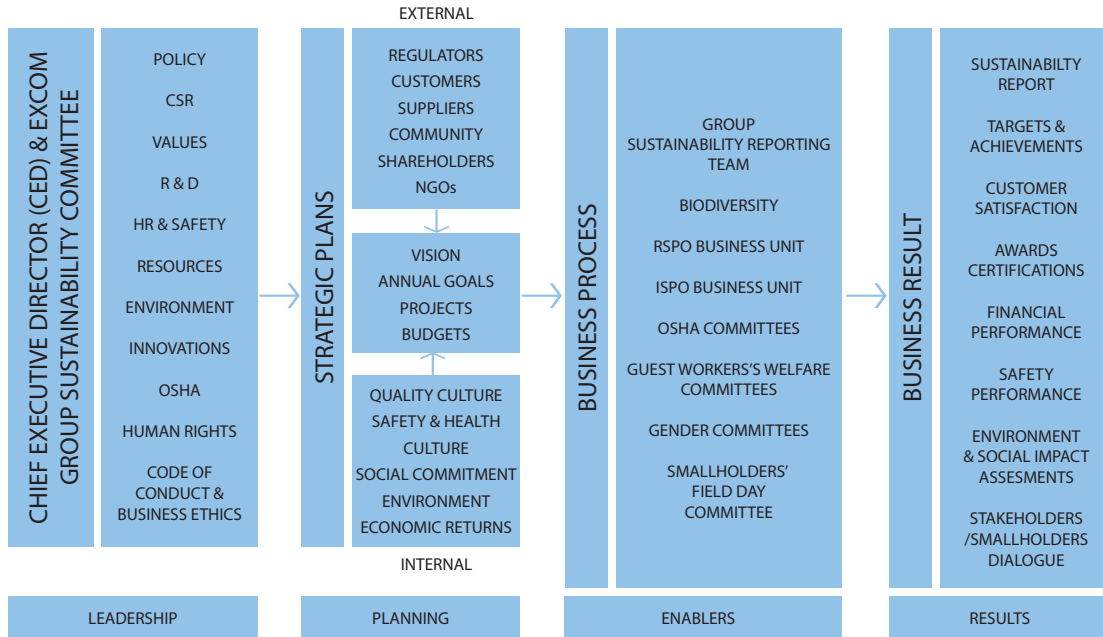 CHIEF EXECUTIVE DIRECTOR (CED) & EXCOM
GROUP SUSTAINABILITY COMMITTEE
POLICY
CSR
VALUES
R & D
HR & SAFETY
RESOURCES
ENVIRONMENT
INNOVATIONS
OSHA
HUMAN RIGHTS
CODE OF
CONDUCT &
BUSINESS ETHICS
LEADERSHIP
STRATEGIC PLANS
EXTERNAL
REGULATORS
CUSTOMERS
SUPPLIERS
COMMUNITY
SHAREHOLDERS
NGOs
VISION
ANNUAL GOALS
PROJECTS
BUDGETS
QUALITY CULTURE
SAFETY & HEALTH
CULTURE
SOCIAL COMMITMENT
ENVIRONMENT
ECONOMIC RETURNS
INTERNAL
PLANNING
BUSINESS PROCESS
GROUP
SUSTAINABILITY REPORTING
TEAM
BIODIVERSITY
RSPO BUSINESS UNIT
ISPO BUSINESS UNIT
OSHA COMMITTEES
GUEST WORKERS'S WELFARE
COMMITTEES
GENDER COMMITTEES
SMALLHOLDERS'
FIELD DAY
COMMITTEE
ENABLERS
BUSINESS RESULT
SUSTAINABILTY
REPORT
TARGETS &
ACHIEVEMENTS
CUSTOMER
SATISFACTION
AWARDS
CERTIFICATIONS
FINANCIAL
PERFORMANCE
SAFETY
PERFORMANCE
ENVIRONMENT
& SOCIAL IMPACT
ASSESMENTS
STAKEHOLDERS
/SMALLHOLDERS
DIALOGUE
RESULTS